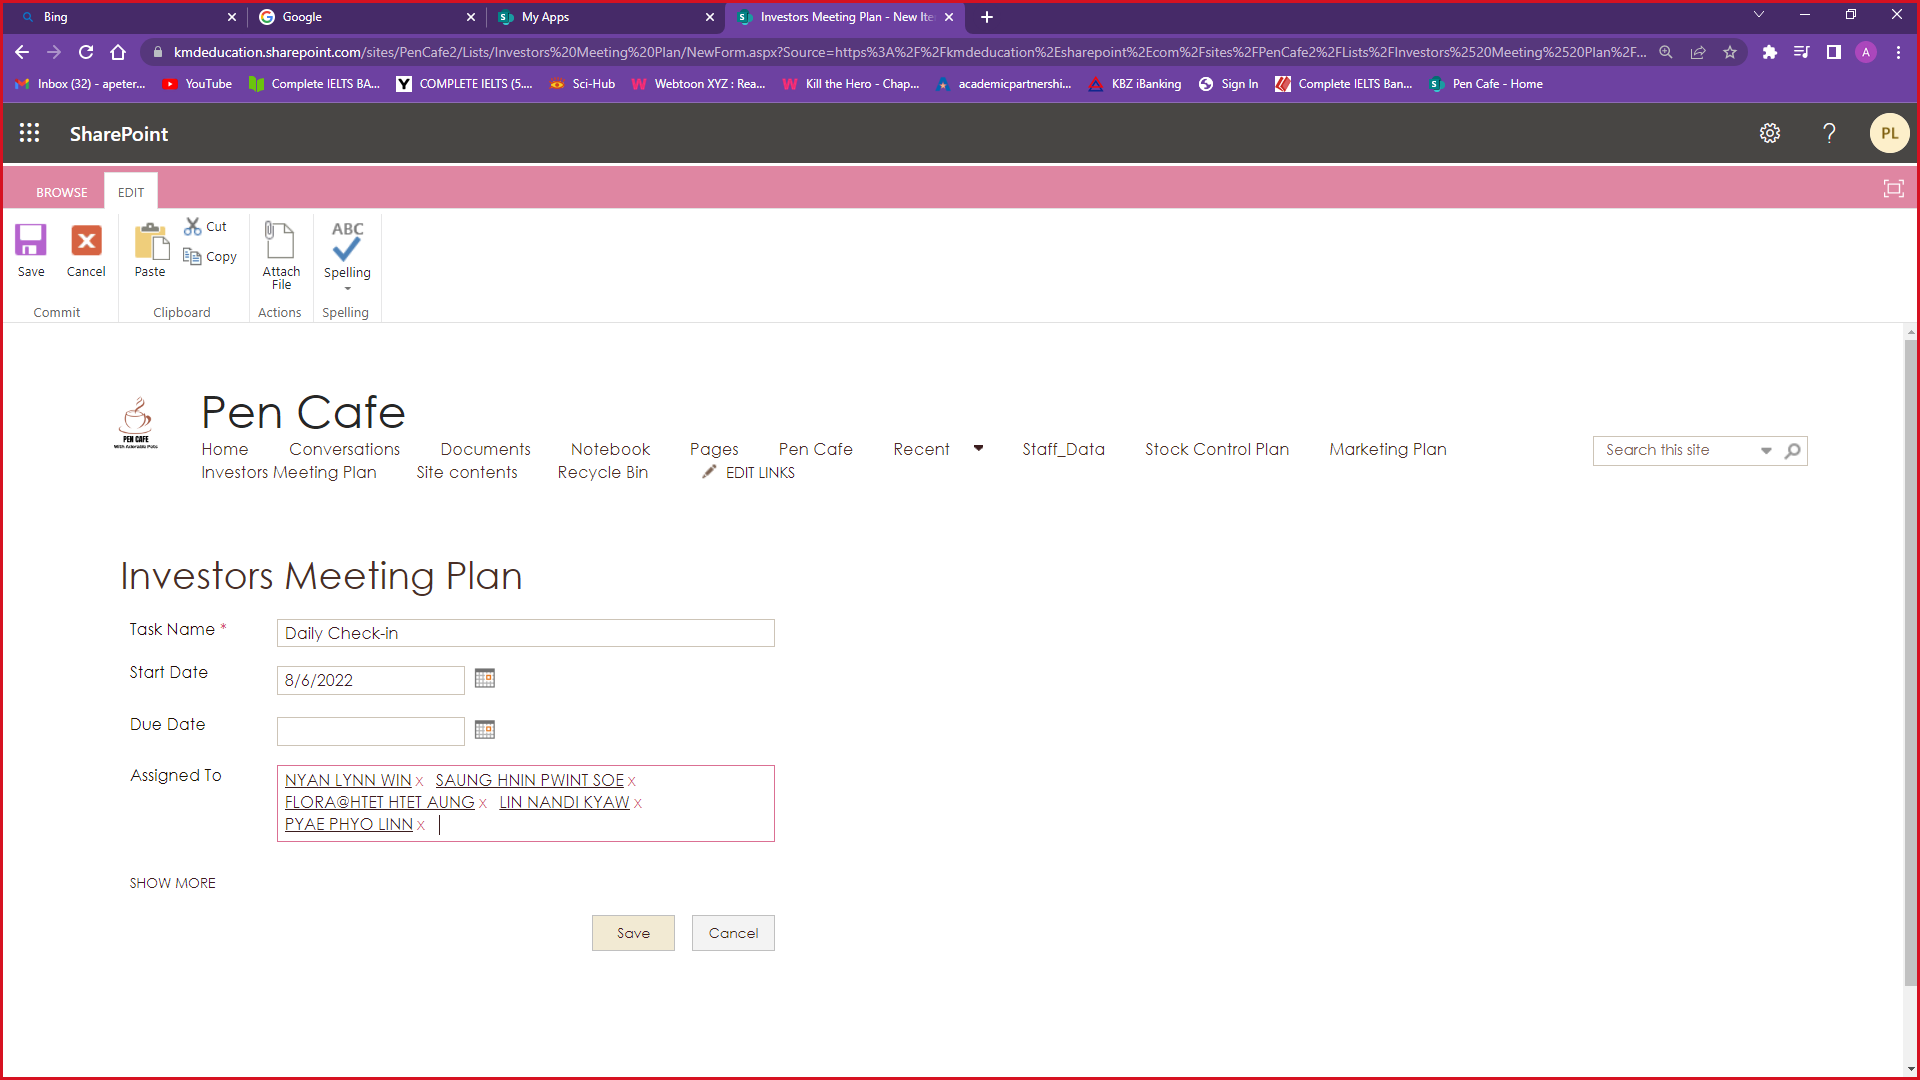 Bing
Google
My Apps
Investors Meeting Plan - New Ite
kmdeducation.sharepoint.com/sites/PenCafe2/Lists/Investors%20Meeting%20Plan/NewForm.aspx?Source=https%3A%2F%2Fkmdeducation%2Esharepoint%2Ecom%2Fsites%2FPenCafe2%2FLists%2FInvestors%2520Meeting%2520Plan%2F...
A
Inbox (32) - apeter...
YouTube
Complete IELTS BA...
COMPLETE IELTS (5....
Sci-Hub
Webtoon XYZ : Rea...
Kill the Hero - Chap...
academicpartnershi...
KBZ iBanking
Sign In
Complete IELTS Ban...
Pen Cafe - Home
SharePoint
PL
BROWSE
EDIT
Save
Cancel
Paste
Cut
Copy
Attach File
ABC
Spelling
Commit
Clipboard
Actions
Spelling
PEN CAFE
With Adorable Pets
Pen Cafe
Home Conversations Documents Notebook Pages Pen Cafe Recent Staff_Data Stock Control Plan Marketing Plan
Search this site
Investors Meeting Plan Site contents Recycle Bin EDIT LINKS
Investors Meeting Plan
Task Name * Daily Check-in
Start Date 8/6/2022
Due Date
Assigned To NYAN LYNN WIN x SAUNG HNIN PWINT SOE x
FLORA@HTET HTET AUNG x LIN NANDI KYAW x
PYAE PHYO LINN x
SHOW MORE
Save Cancel